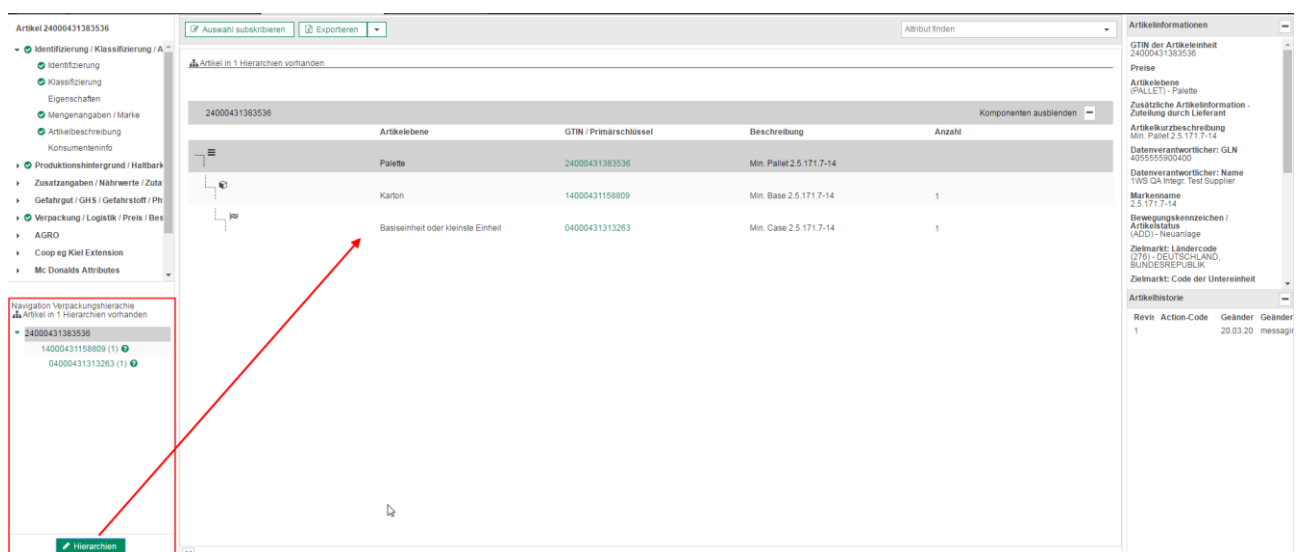 Artikel 24000431383536
Identifizierung / Klassifizierung / A
Identifizierung
Klassifizierung
Eigenschaften
Mengenangaben / Marke
Artikelbeschreibung
Konsumenteninfo
Produktionshintergrund / Haltbark
Zusatzangaben / Nährwerte / Zuta
Gefahrgut / GHS / Gefahrstoff / Ph
Verpackung / Logistik / Preis / Bes
AGRO
Coop eg Kiel Extension
Mc Donalds Attributes
Navigation Verpackungshierachie
Artikel in 1 Hierarchien vorhanden
24000431383536
14000431158809 (1)
04000431313263 (1)
Hierarchien
Auswahl subskribieren
Exportieren
Attribut finden
Artikel in 1 Hierarchien vorhanden
24000431383536 Komponenten ausblenden
Artikelebene GTIN / Primärschlüssel Beschreibung Anzahl
Palette 24000431383536 Min. Pallet 2.5.171.7-14
Karton 14000431158809 Min. Base 2.5.171.7-14 1
Basiseinheit oder kleinste Einheit 04000431313263 Min. Case 2.5.171.7-14 1
Artikelinformationen
GTIN der Artikeleinheit
24000431383536
Preise
Artikelebene
(PALLET) - Palette
Zusätzliche Artikelinformation -
Zuteilung durch Lieferant
Artikelkurzbeschreibung
Min. Pallet 2.5.171.7-14
Datenverantwortlicher: GLN
4055555900400
Datenverantwortlicher: Name
1WS QA Integr. Test Supplier
Markenname
2.5.171.7-14
Bewegungskennzeichen /
Artikelstatus
(ADD) - Neuanlage
Zielmarkt: Ländercode
(276) - DEUTSCHLAND,
BUNDESREPUBLIK
Zielmarkt: Code der Untereinheit
Artikelhistorie
Revis Action-Code Geänder Geänder
1 20.03.20 messagin